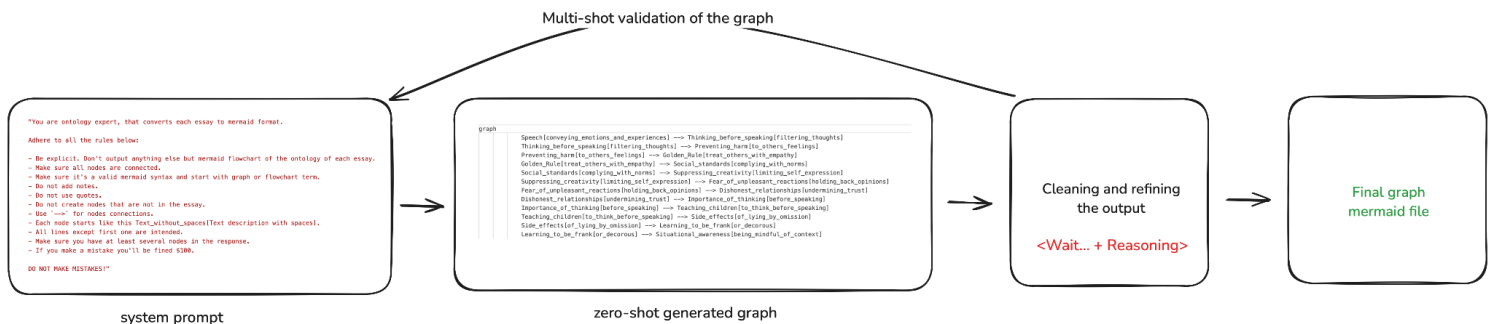 Multi-shot validation of the graph
"You are ontology expert, that converts each essay to mermaid format.
Adhere to all the rules below:
– Be explicit. Don't output anything else but mermaid flowchart of the ontology of each essay.
– Make sure all nodes are connected.
– Make sure it's a valid mermaid syntax and start with graph or flowchart term.
– Do not add notes.
– Do not use quotes.
– Do not create nodes that are not in the essay.
– Use `-->` for nodes connections.
– Each node starts like this Text_without_spaces[Text description with spaces].
– All lines except first one are intended.
– Make sure you have at least several nodes in the response.
– If you make a mistake you'll be fined $100.
DO NOT MAKE MISTAKES!"
system prompt
graph
Speech[conveying_emotions_and_experiences] --> Thinking_before_speaking[filtering_thoughts]
Thinking_before_speaking[filtering_thoughts] --> Preventing_harm[to_others_feelings]
Preventing_harm[to_others_feelings] --> Golden_Rule[treat_others_with_empathy]
Golden_Rule[treat_others_with_empathy] --> Social_standards[complying_with_norms]
Social_standards[complying_with_norms] --> Suppressing_creativity[limiting_self_expression]
Suppressing_creativity[limiting_self_expression] --> Fear_of_unpleasant_reactions[holding_back_opinions]
Fear_of_unpleasant_reactions[holding_back_opinions] --> Dishonest_relationships[undermining_trust]
Dishonest_relationships[undermining_trust] --> Importance_of_thinking[before_speaking]
Importance_of_thinking[before_speaking] --> Teaching_children[to_think_before_speaking]
Teaching_children[to_think_before_speaking] --> Side_effects[of_lying_by_omission]
Side_effects[of_lying_by_omission] --> Learning_to_be_frank[or_decorous]
Learning_to_be_frank[or_decorous] --> Situational_awareness[being_mindful_of_context]
zero-shot generated graph
Cleaning and refining
the output
<Wait... + Reasoning>
Final graph
mermaid file